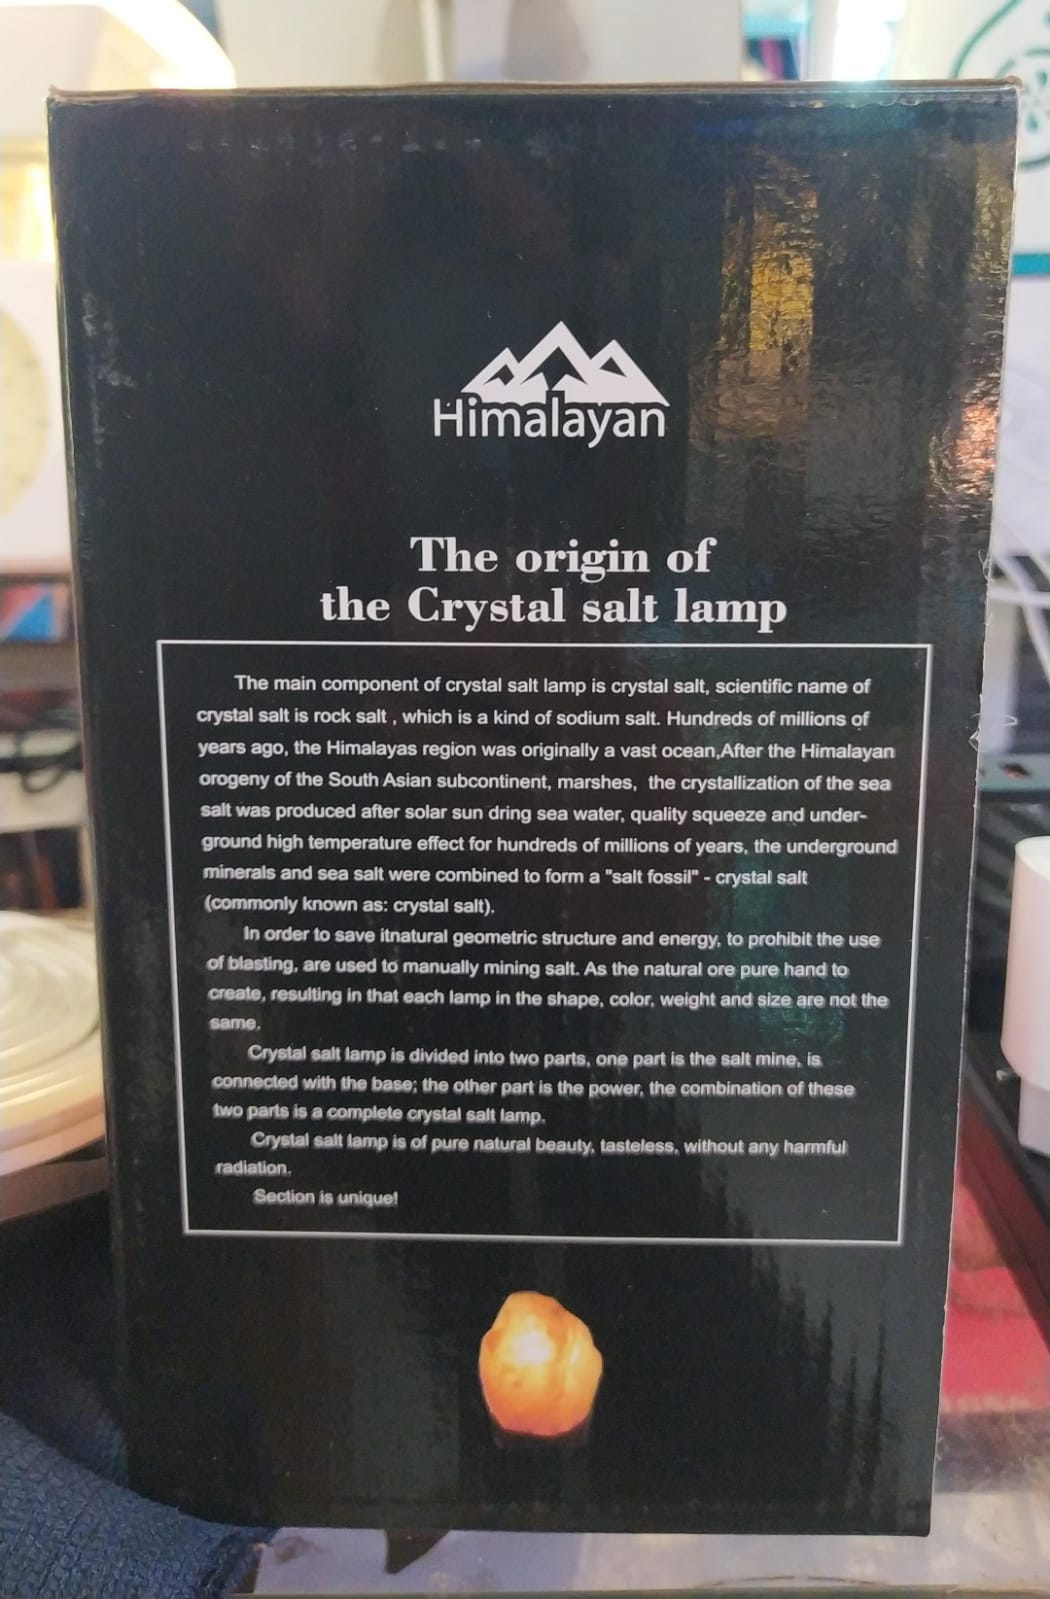 Himalayan
The origin of
the Crystal salt lamp
The main component of crystal salt lamp is crystal salt, scientific name of
crystal salt is rock salt , which is a kind of sodium salt. Hundreds of millions of
years ago, the Himalayas region was originally a vast ocean,After the Himalayan
orogeny of the South Asian subcontinent, marshes, the crystallization of the sea
salt was produced after solar sun dring sea water, quality squeeze and under-
ground high temperature effect for hundreds of millions of years, the underground
minerals and sea salt were combined to form a "salt fossil" - crystal salt
(commonly known as: crystal salt).
In order to save itnatural geometric structure and energy, to prohibit the use
of blasting, are used to manually mining salt. As the natural ore pure hand to
create, resulting in that each lamp in the shape, color, weight and size are not the
same.
Crystal salt lamp is divided into two parts, one part is the salt mine, is
connected with the base; the other part is the power, the combination of these
two parts is a complete crystal salt lamp.
Crystal salt lamp is of pure natural beauty, tasteless, without any harmful
radiation.
Section is unique!